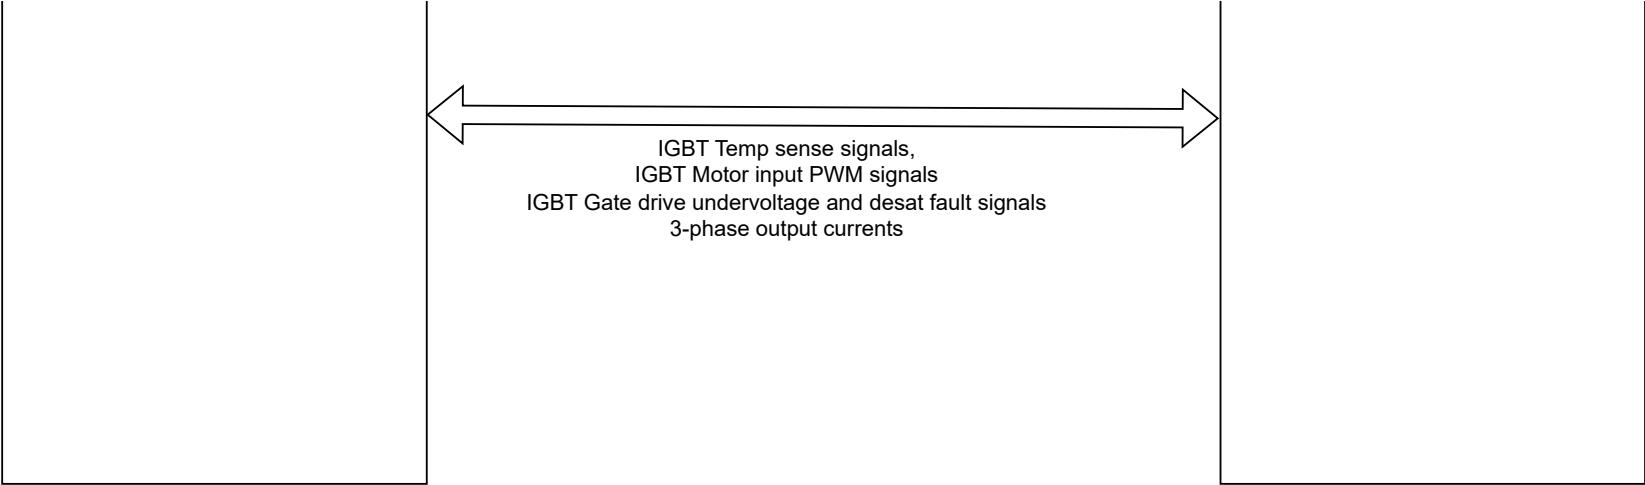 IGBT Temp sense signals,
IGBT Motor input PWM signals
IGBT Gate drive undervoltage and desat fault signals
3-phase output currents